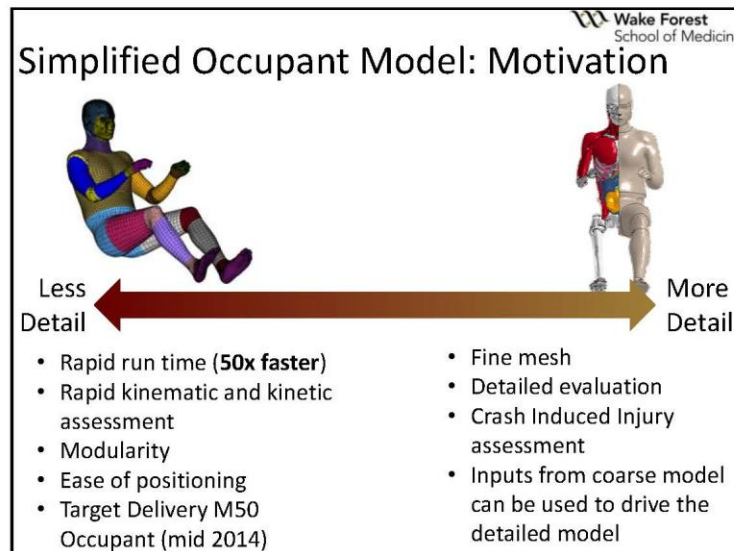 Wake Forest
School of Medicin
Simplified Occupant Model: Motivation
Less
Detail
More
Detail
• Rapid run time (50x faster)
• Rapid kinematic and kinetic
assessment
• Modularity
• Ease of positioning
• Target Delivery M50
Occupant (mid 2014)
• Fine mesh
• Detailed evaluation
• Crash Induced Injury
assessment
• Inputs from coarse model
can be used to drive the
detailed model